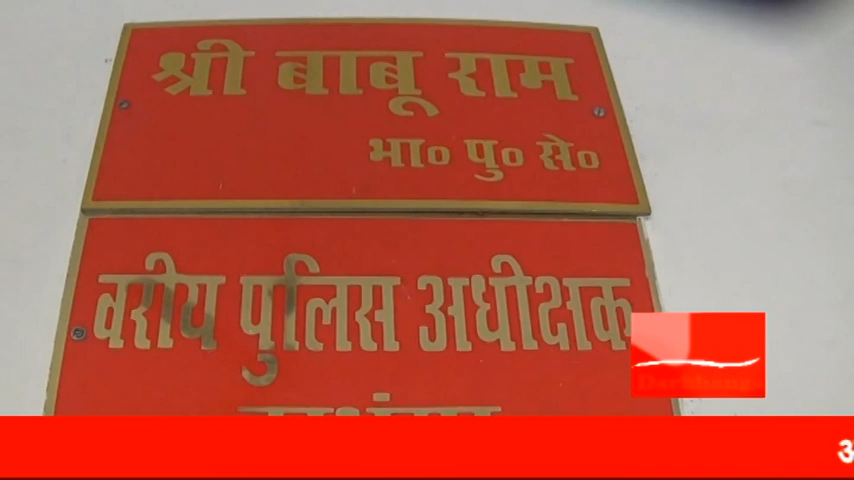 श्री बाबू राम
भा० पु० से०
वरीय पुलिस अधीक्षक